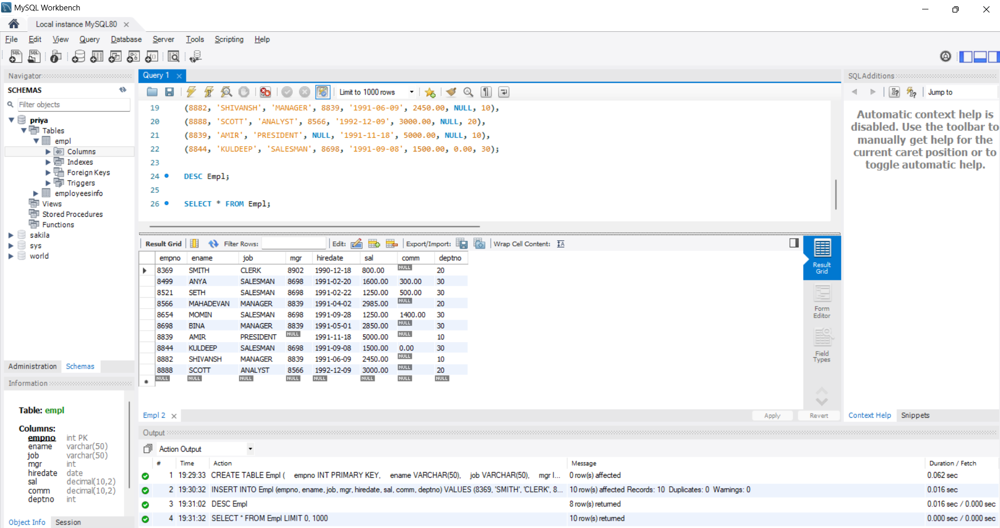 MySQL Workbench
Local instance MySQL80
File Edit View Query Database Server Tools Scripting Help
Navigator
SCHEMAS
Filter objects
priya
Tables
empl
Columns
Indexes
Foreign Keys
Triggers
employeesinfo
Views
Stored Procedures
Functions
sakila
sys
world
Administration Schemas
Information
Table: empl
Columns:
empno int PK
ename varchar(50)
job varchar(50)
mgr int
hiredate date
sal decimal(10,2)
comm decimal(10,2)
deptno int
Object Info Session
Query 1
Limit to 1000 rows
19 (8882, 'SHIVANSH', 'MANAGER', 8839, '1991-06-09', 2450.00, NULL, 10),
20 (8888, 'SCOTT', 'ANALYST', 8566, '1992-12-09', 3000.00, NULL, 20),
21 (8839, 'AMIR', 'PRESIDENT', NULL, '1991-11-18', 5000.00, NULL, 10),
22 (8844, 'KULDEEP', 'SALESMAN', 8698, '1991-09-08', 1500.00, 0.00, 30);
23
24 DESC Empl;
25
26 SELECT * FROM Empl;
Result Grid Filter Rows: Edit: Export/Import: Wrap Cell Content:
empno ename job mgr hiredate sal comm deptno
8369 SMITH CLERK 8902 1990-12-18 800.00 NULL 20
8499 ANYA SALESMAN 8698 1991-02-20 1600.00 300.00 30
8521 SETH SALESMAN 8698 1991-02-22 1250.00 500.00 30
8566 MAHADEVAN MANAGER 8839 1991-04-02 2985.00 NULL 20
8654 MOMIN SALESMAN 8698 1991-09-28 1250.00 1400.00 30
8698 BINA MANAGER 8839 1991-05-01 2850.00 NULL 30
8839 AMIR PRESIDENT NULL 1991-11-18 5000.00 NULL 10
8844 KULDEEP SALESMAN 8698 1991-09-08 1500.00 0.00 30
8882 SHIVANSH MANAGER 8839 1991-06-09 2450.00 NULL 10
8888 SCOTT ANALYST 8566 1992-12-09 3000.00 NULL 20
NULL NULL NULL NULL NULL NULL NULL NULL
Result
Grid
Form
Editor
Field
Types
Empl 2
Apply Revert
SQLAdditions
Jump to
Automatic context help is
disabled. Use the toolbar to
manually get help for the
current caret position or to
toggle automatic help.
Context Help Snippets
Output
Action Output
# Time Action Message Duration / Fetch
1 19:29:33 CREATE TABLE Empl ( empno INT PRIMARY KEY, ename VARCHAR(50), job VARCHAR(50), mgr I... 0 row(s) affected 0.062 sec
2 19:30:32 INSERT INTO Empl (empno, ename, job, mgr, hiredate, sal, comm, deptno) VALUES (8369, 'SMITH', 'CLERK', 8... 10 row(s) affected Records: 10 Duplicates: 0 Warnings: 0 0.016 sec
3 19:31:02 DESC Empl 8 row(s) returned 0.016 sec / 0.000 sec
4 19:31:32 SELECT * FROM Empl LIMIT 0, 1000 10 row(s) returned 0.000 sec / 0.000 sec